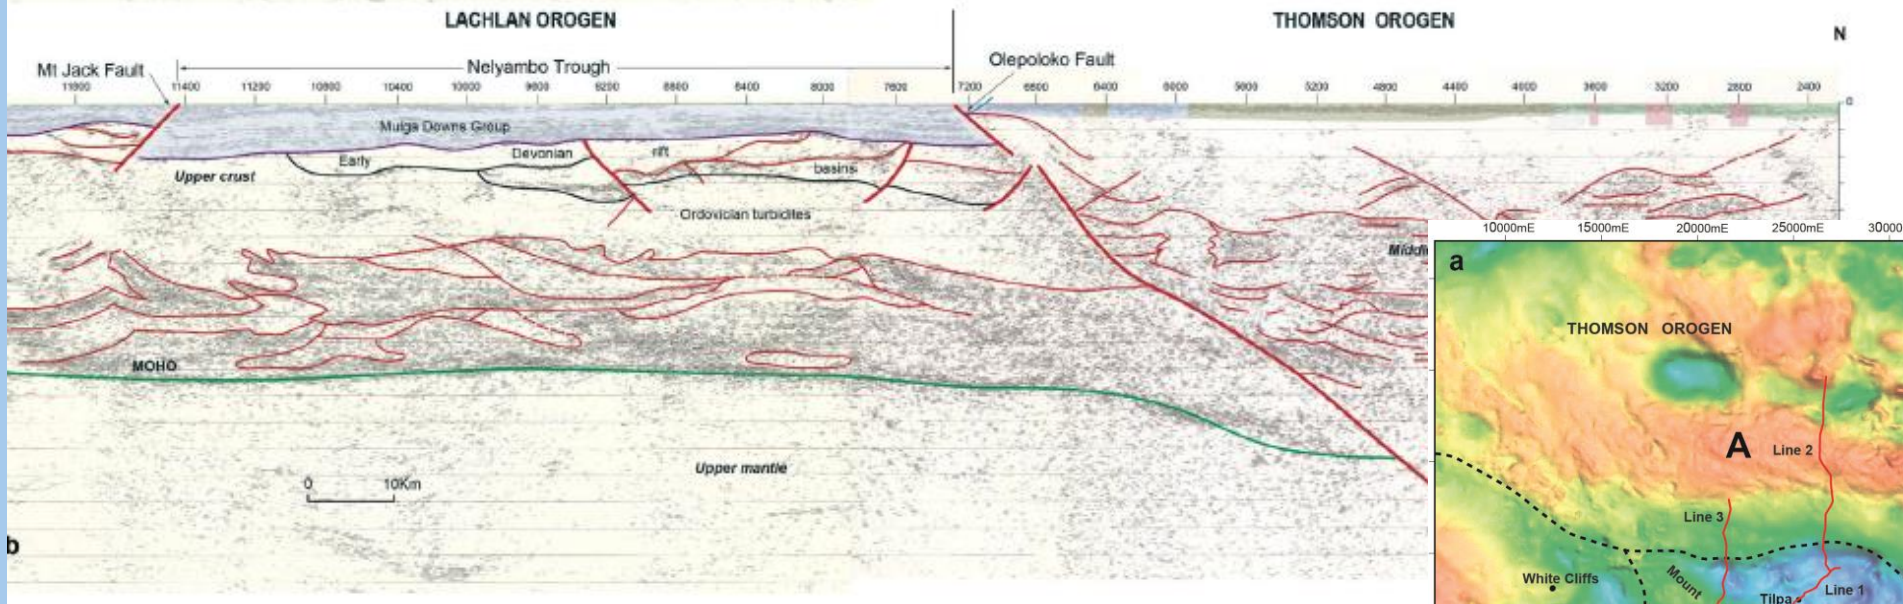 LACHLAN OROGEN
THOMSON OROGEN
N
Mt Jack Fault
Nelyambo Trough
Olepoloko Fault
11900 11400 11290 10900 10400 10000 9600 9200 8800 8400 8000 7600 7200 6800 6400 6000 5600 5200 4800 4400 4000 3600 3200 2800 2400
0
Mulga Downs Group
Early Devonian rift basins
Upper crust
Ordovician turbidites
MOHO
Upper mantle
0 10Km
b
10000mE 15000mE 20000mE 25000mE 30000
a
THOMSON OROGEN
A
Line 2
Line 3
White Cliffs
Mount
Tilpa
Line 1